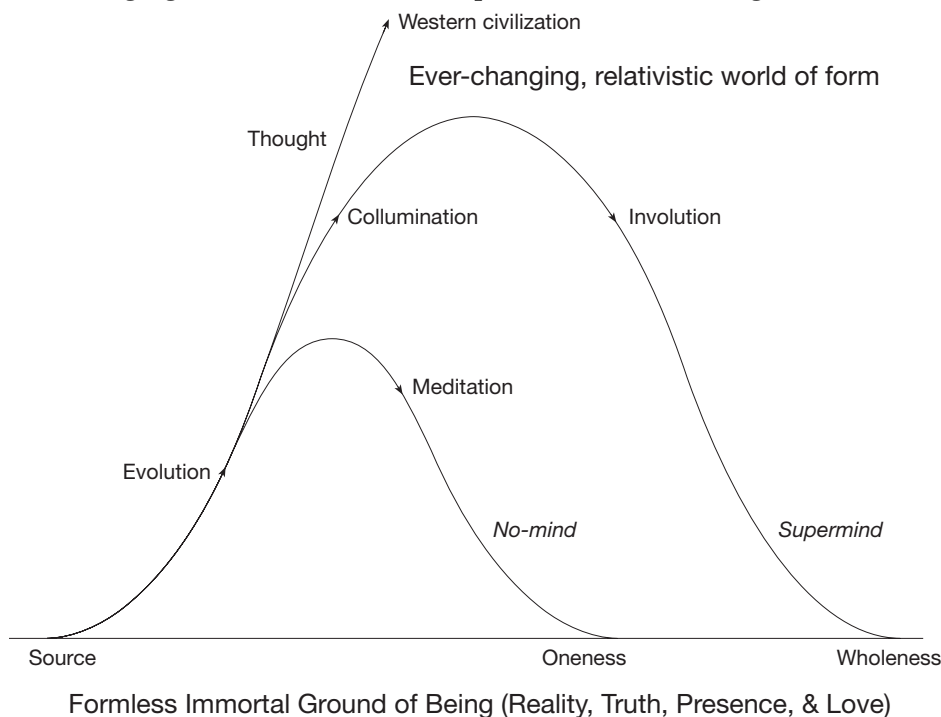 Western civilization
Ever-changing, relativistic world of form
Thought
Collumination
Involution
Meditation
Evolution
No-mind
Supermind
Source
Oneness
Wholeness
Formless Immortal Ground of Being (Reality, Truth, Presence, & Love)